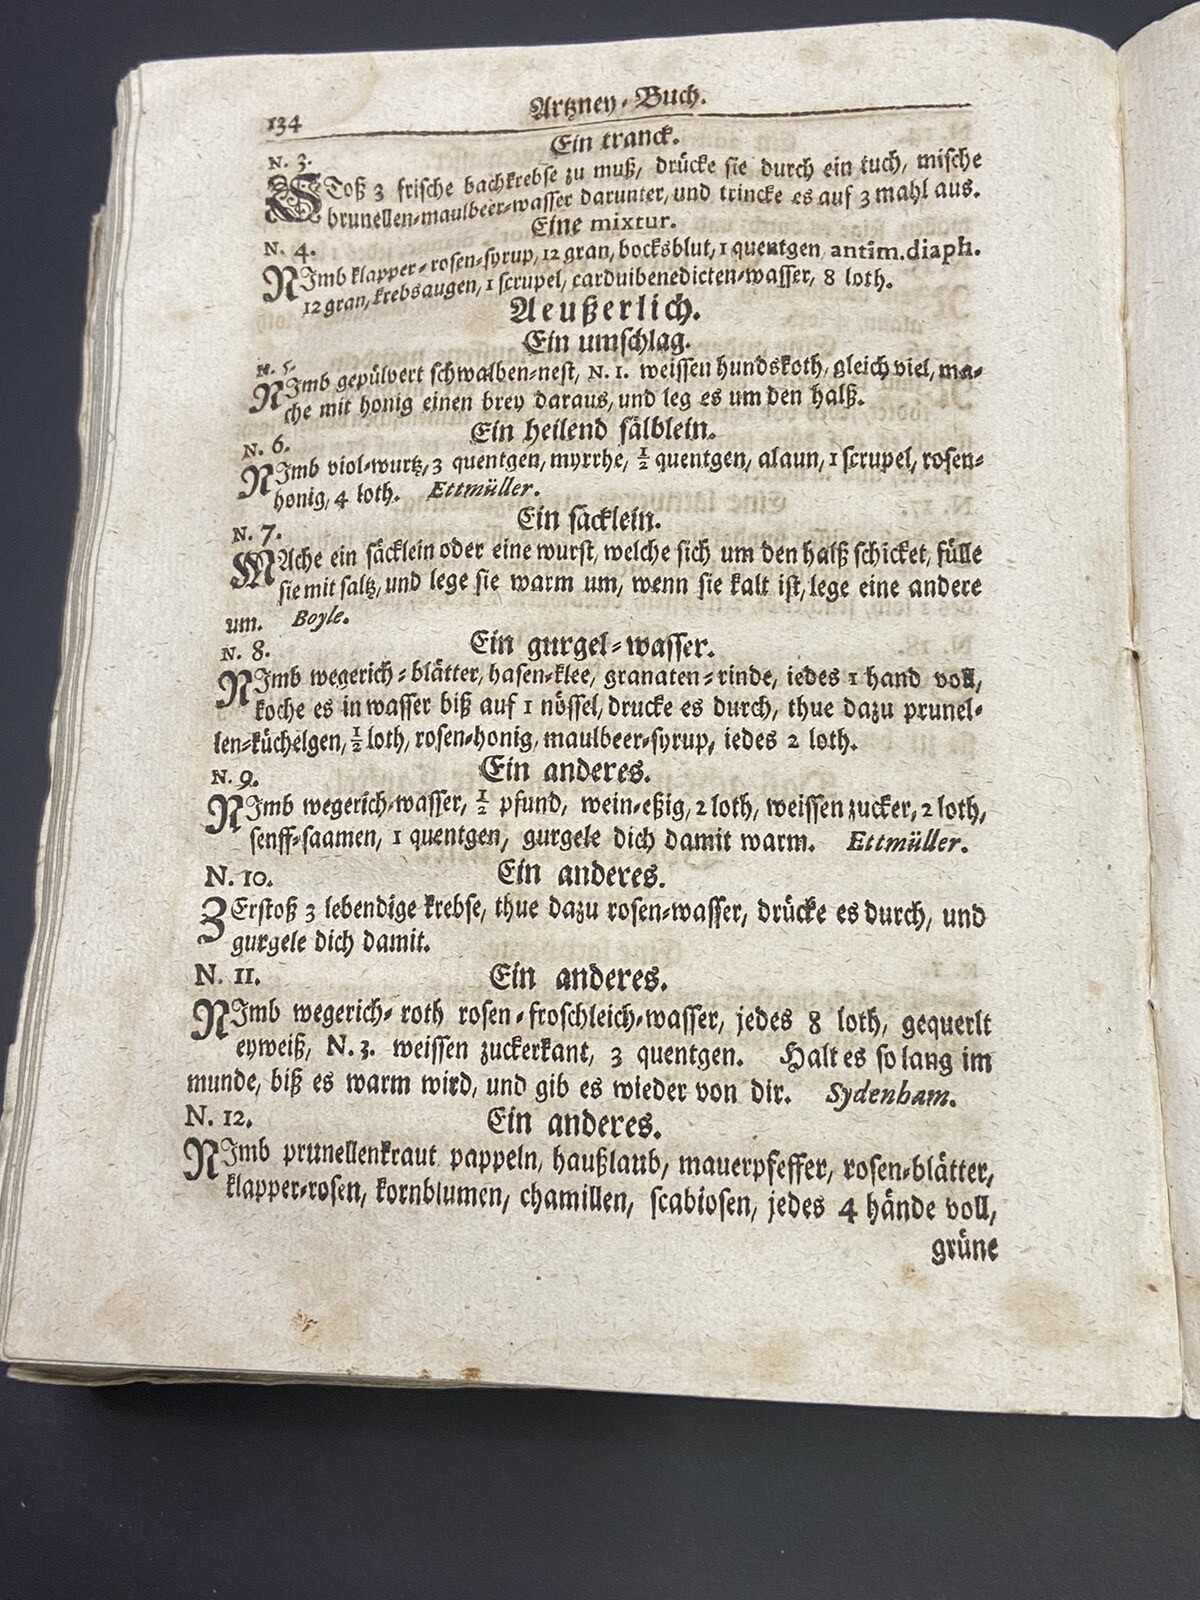 134 Artzney-Buch.
Ein tranck.
N. 3.
SToß 3 frische bachkrebse zu muß, drücke sie durch ein tuch, mische
brunellen-maulbeer-wasser darunter, und trincke es auf 3 mahl aus.
Eine mixtur.
N. 4.
NImb klapper-rosen-syrup, 12 gran, bocksblut, 1 quentgen, antim. diaph.
12 gran, krebsaugen, 1 scrupel, carduibenedicten-wasser, 8 loth.
Aeußerlich.
Ein umschlag.
N. 5.
NImb gepülvert schwalben-nest, N. 1. weissen hundskoth, gleich viel, ma-
che mit honig einen brey daraus, und leg es um den halß.
Ein heilend sälblein.
N. 6.
NImb viol-wurtz, 3 quentgen, myrrhe, ½ quentgen, alaun, 1 scrupel, rosen-
honig, 4 loth. Ettmüller.
Ein säcklein.
N. 7.
MAche ein säcklein oder eine wurst, welche sich um den halß schicket, fülle
sie mit saltz, und lege sie warm um, wenn sie kalt ist, lege eine andere
um. Boyle.
Ein gurgel-wasser.
N. 8.
NImb wegerich-blätter, hasen-klee, granaten-rinde, iedes 1 hand voll,
koche es in wasser biß auf 1 nössel, drucke es durch, thue dazu prunel-
len-küchelgen, ½ loth, rosen-honig, maulbeer-syrup, iedes 2 loth.
N. 9. Ein anderes.
NImb wegerich-wasser, ½ pfund, wein-eßig, 2 loth, weissen zucker, 2 loth,
senff-saamen, 1 quentgen, gurgele dich damit warm. Ettmüller.
N. 10. Ein anderes.
ZErstoß 3 lebendige krebse, thue dazu rosen-wasser, drücke es durch, und
gurgele dich damit.
N. 11. Ein anderes.
NImb wegerich-roth rosen-froschleich-wasser, jedes 8 loth, gequerlt
eyweiß, N. 3. weissen zuckerkant, 3 quentgen. Halt es so lang im
munde, biß es warm wird, und gib es wieder von dir. Sydenham.
N. 12. Ein anderes.
NImb prunellenkraut pappeln, haußlaub, mauerpfeffer, rosen-blätter,
klapper-rosen, kornblumen, chamillen, scabiosen, jedes 4 hände voll,
grüne